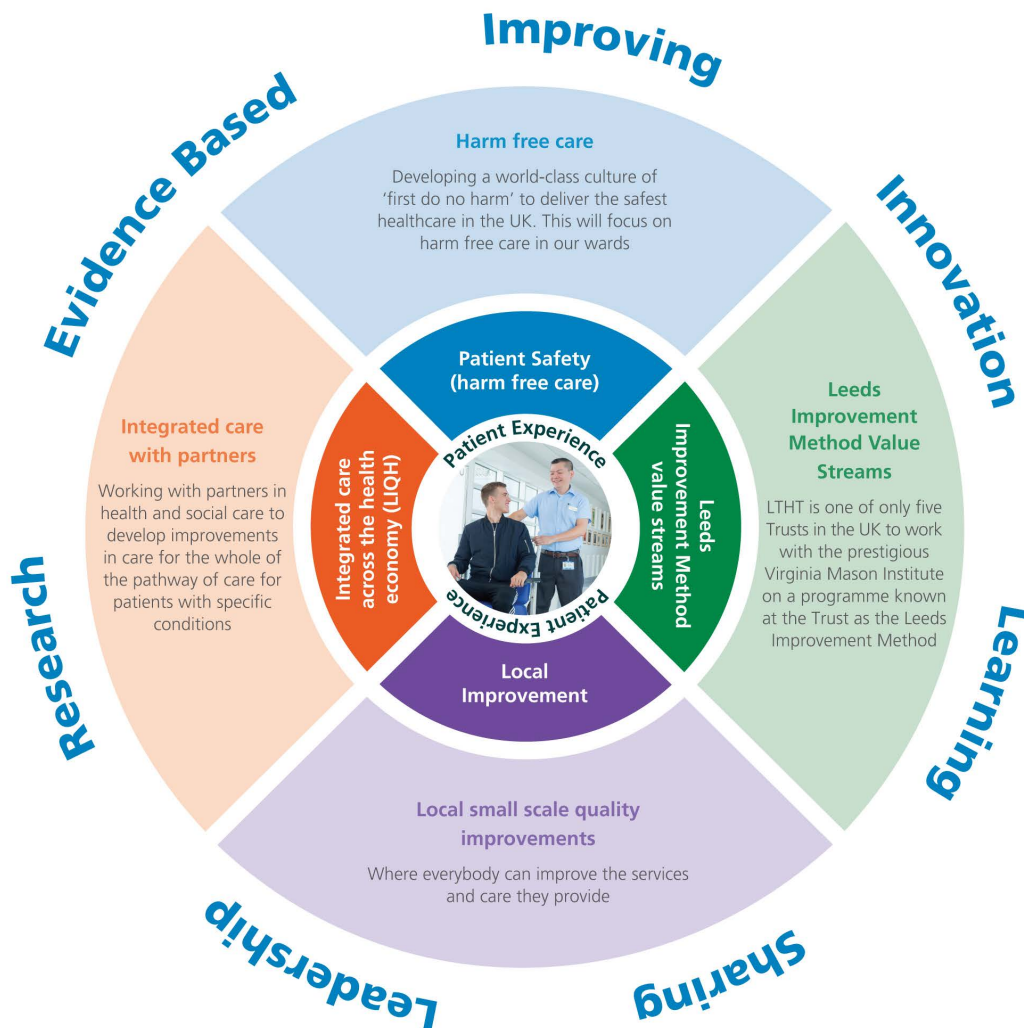 Improving
Evidence Based
Innovation
Research
Learning
Leadership
Sharing
Harm free care
Developing a world-class culture of
'first do no harm' to deliver the safest
healthcare in the UK. This will focus on
harm free care in our wards
Patient Safety
(harm free care)
Integrated care
with partners
Working with partners in
health and social care to
develop improvements
in care for the whole of
the pathway of care for
patients with specific
conditions
Integrated care
across the health
economy (LIQH)
Patient Experience
Patient Experience
Leeds
Improvement Method
value streams
Leeds
Improvement
Method Value
Streams
LTHT is one of only five
Trusts in the UK to work
with the prestigious
Virginia Mason Institute
on a programme known
at the Trust as the Leeds
Improvement Method
Local
Improvement
Local small scale quality
improvements
Where everybody can improve the services
and care they provide